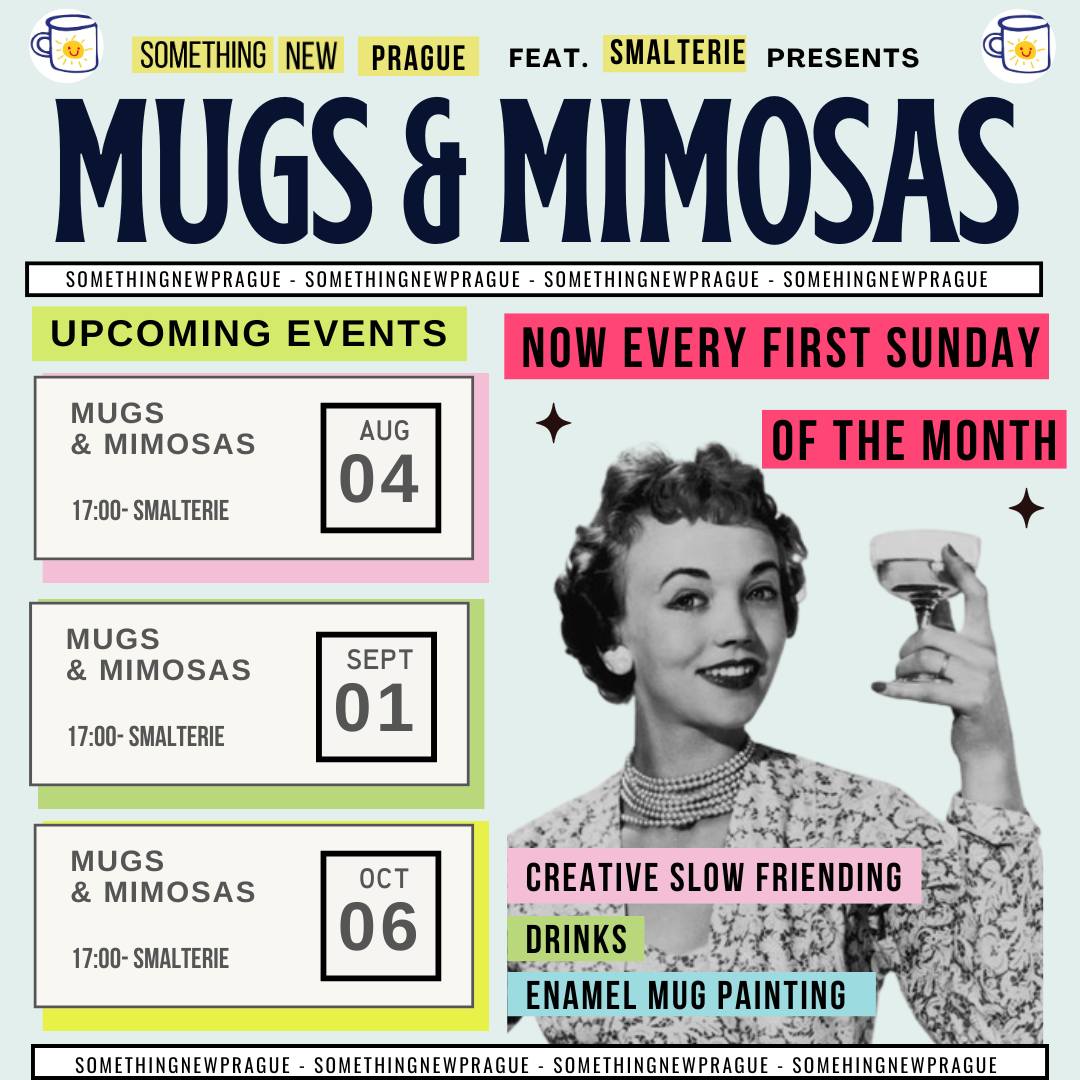 SOMETHING NEW PRAGUE FEAT. SMALTERIE PRESENTS
MUGS & MIMOSAS
SOMETHINGNEWPRAGUE - SOMETHINGNEWPRAGUE - SOMETHINGNEWPRAGUE - SOMEHINGNEWPRAGUE
UPCOMING EVENTS
MUGS
& MIMOSAS
17:00- SMALTERIE
AUG
04
MUGS
& MIMOSAS
17:00- SMALTERIE
SEPT
01
MUGS
& MIMOSAS
17:00- SMALTERIE
OCT
06
NOW EVERY FIRST SUNDAY
OF THE MONTH
CREATIVE SLOW FRIENDING
DRINKS
ENAMEL MUG PAINTING
SOMETHINGNEWPRAGUE - SOMETHINGNEWPRAGUE - SOMETHINGNEWPRAGUE - SOMEHINGNEWPRAGUE